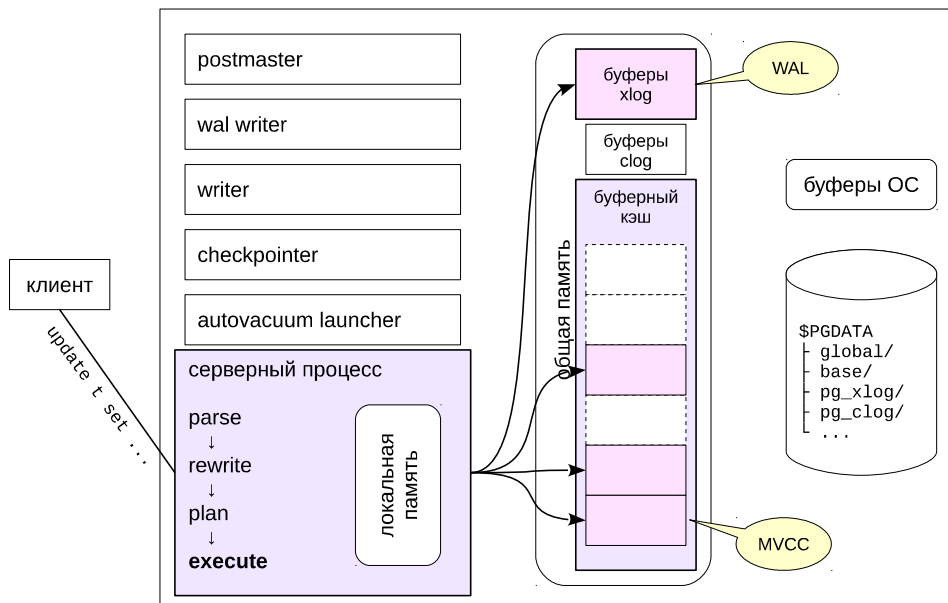 postmaster
wal writer
writer
checkpointer
autovacuum launcher
клиент
update t set ...
серверный процесс
parse
↓
rewrite
↓
plan
↓
execute
локальная
память
общая память
буферы
xlog
буферы
clog
буферный
кэш
WAL
MVCC
буферы ОС
$PGDATA
├ global/
├ base/
├ pg_xlog/
├ pg_clog/
└ ...